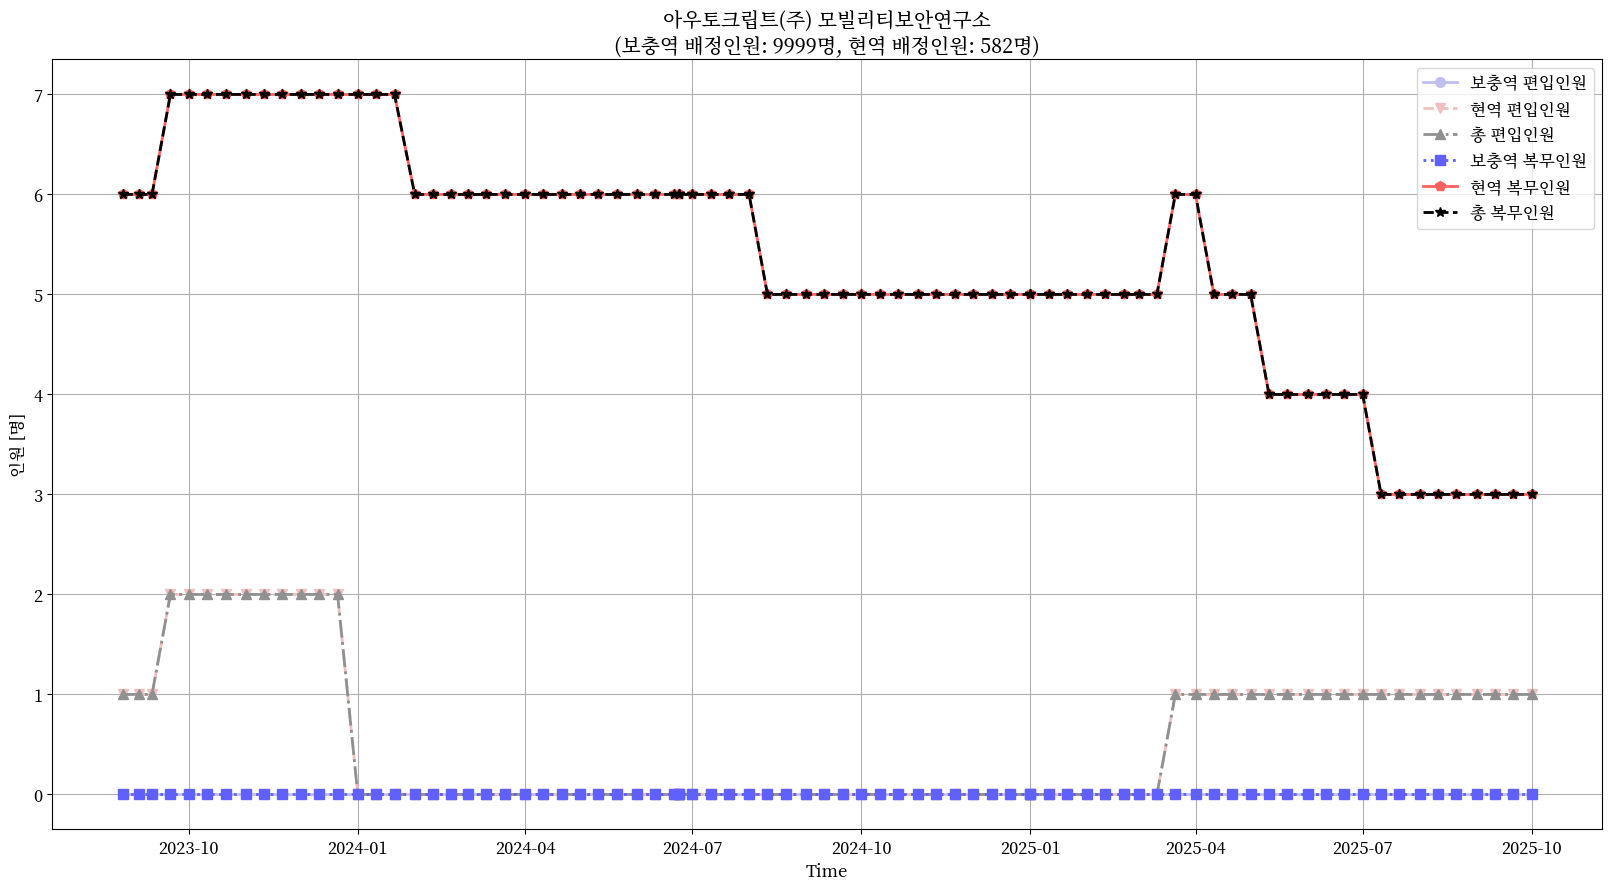 아우토크립트(주) 모빌리티보안연구소
(보충역 배정인원: 9999명, 현역 배정인원: 582명)
보충역 편입인원
현역 편입인원
총 편입인원
보충역 복무인원
현역 복무인원
총 복무인원
인원 [명]
7
6
5
4
3
2
1
0
2023-10
2024-01
2024-04
2024-07
2024-10
2025-01
2025-04
2025-07
2025-10
Time